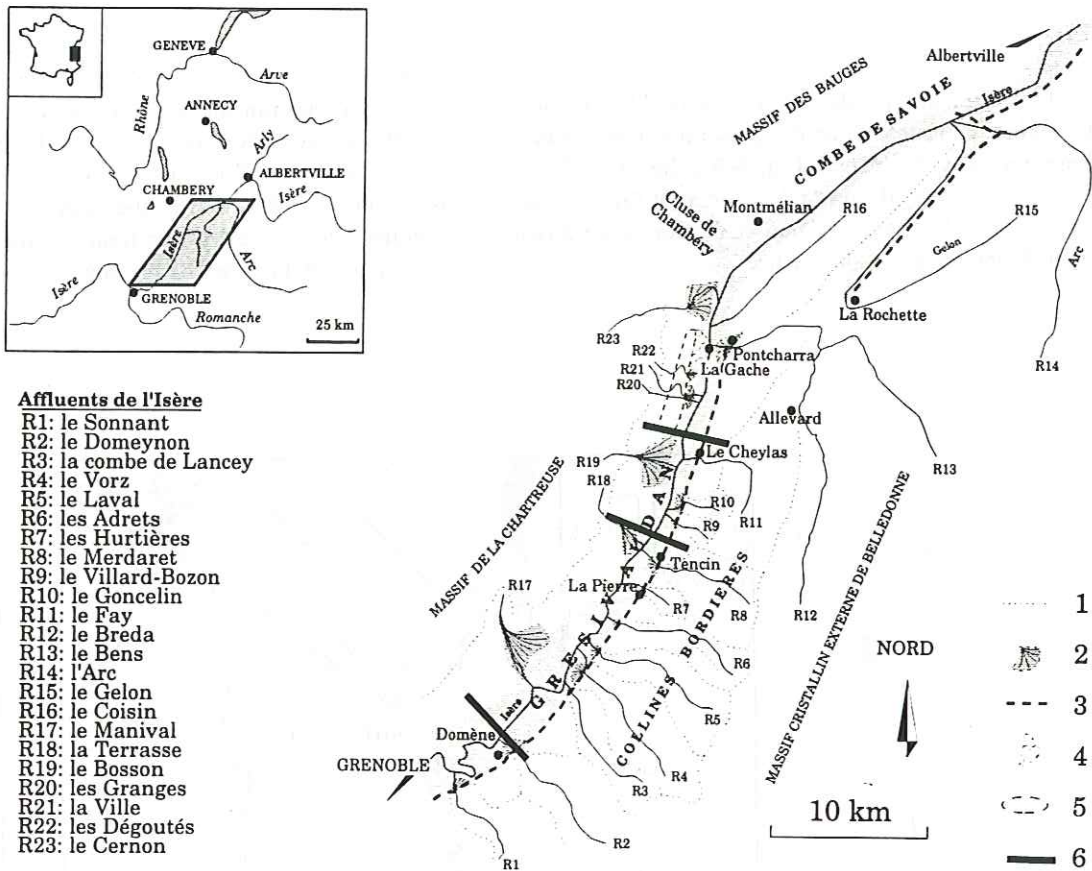 GENEVE
Arve
Rhône
ANNECY
Arly
ALBERTVILLE
CHAMBERY
Isère
Isère
Arc
Isère
GRENOBLE
Romanche
25 km
Affluents de l'Isère
R1: le Sonnant
R2: le Domeynon
R3: la combe de Lancey
R4: le Vorz
R5: le Laval
R6: les Adrets
R7: les Hurtières
R8: le Merdaret
R9: le Villard-Bozon
R10: le Goncelin
R11: le Fay
R12: le Breda
R13: le Bens
R14: l'Arc
R15: le Gelon
R16: le Coisin
R17: le Manival
R18: la Terrasse
R19: le Bosson
R20: les Granges
R21: la Ville
R22: les Dégoutés
R23: le Cernon
Albertville
Isère
MASSIF DES BAUGES
COMBE DE SAVOIE
Montmélian
R16
R15
Cluse de
Chambéry
Gelon
Arc
La Rochette
R23
R22
Pontcharra
R21
La Gache
R14
R20
Allevard
Le Cheylas
R19
R13
R18
R10
R11
R9
MASSIF DE LA CHARTREUSE
GRESIVAUDAN
Tencin
R17
La Pierre
R7
R8
R12
COLLINES BORDIERES
MASSIF CRISTALLIN EXTERNE DE BELLEDONNE
R6
NORD
R5
Isère
Domène
GRENOBLE
R4
R3
R2
R1
10 km
1
2
3
4
5
6